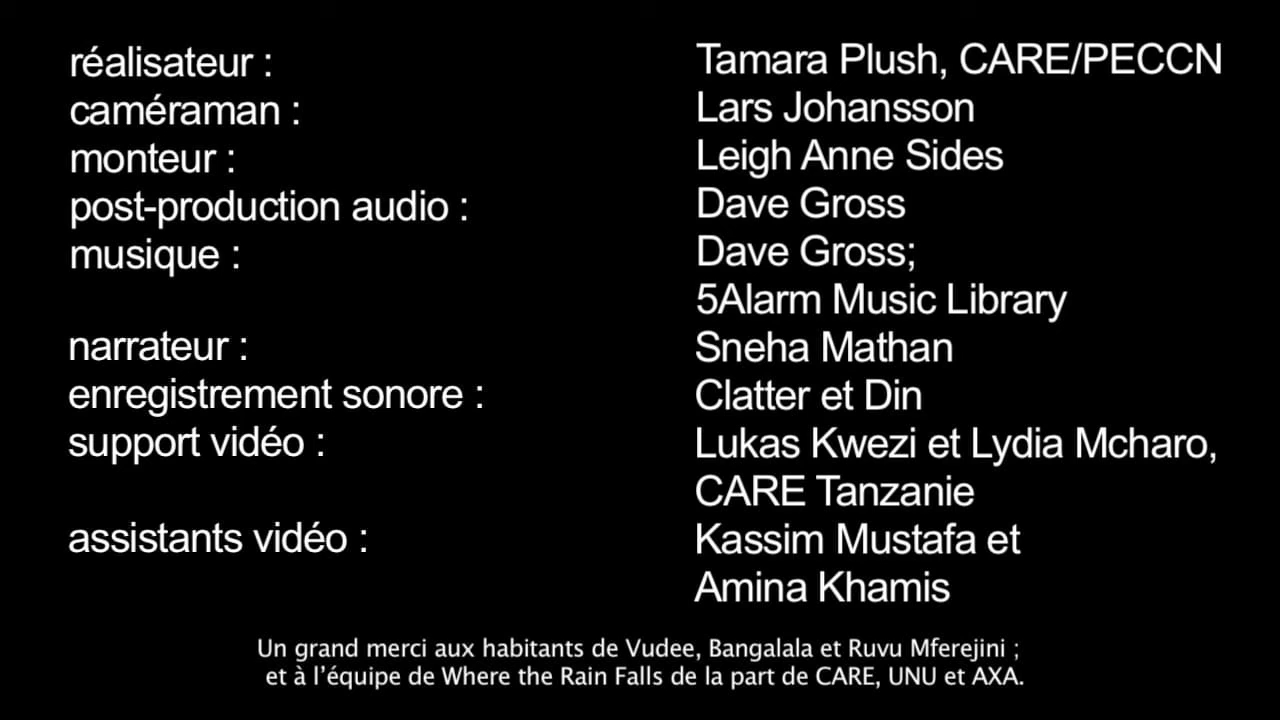 réalisateur : Tamara Plush, CARE/PECCN
caméraman : Lars Johansson
monteur : Leigh Anne Sides
post-production audio : Dave Gross
musique : Dave Gross;
5Alarm Music Library
narrateur : Sneha Mathan
enregistrement sonore : Clatter et Din
support vidéo : Lukas Kwezi et Lydia Mcharo,
CARE Tanzanie
assistants vidéo : Kassim Mustafa et
Amina Khamis
Un grand merci aux habitants de Vudee, Bangalala et Ruvu Mferejini ;
et à l’équipe de Where the Rain Falls de la part de CARE, UNU et AXA.